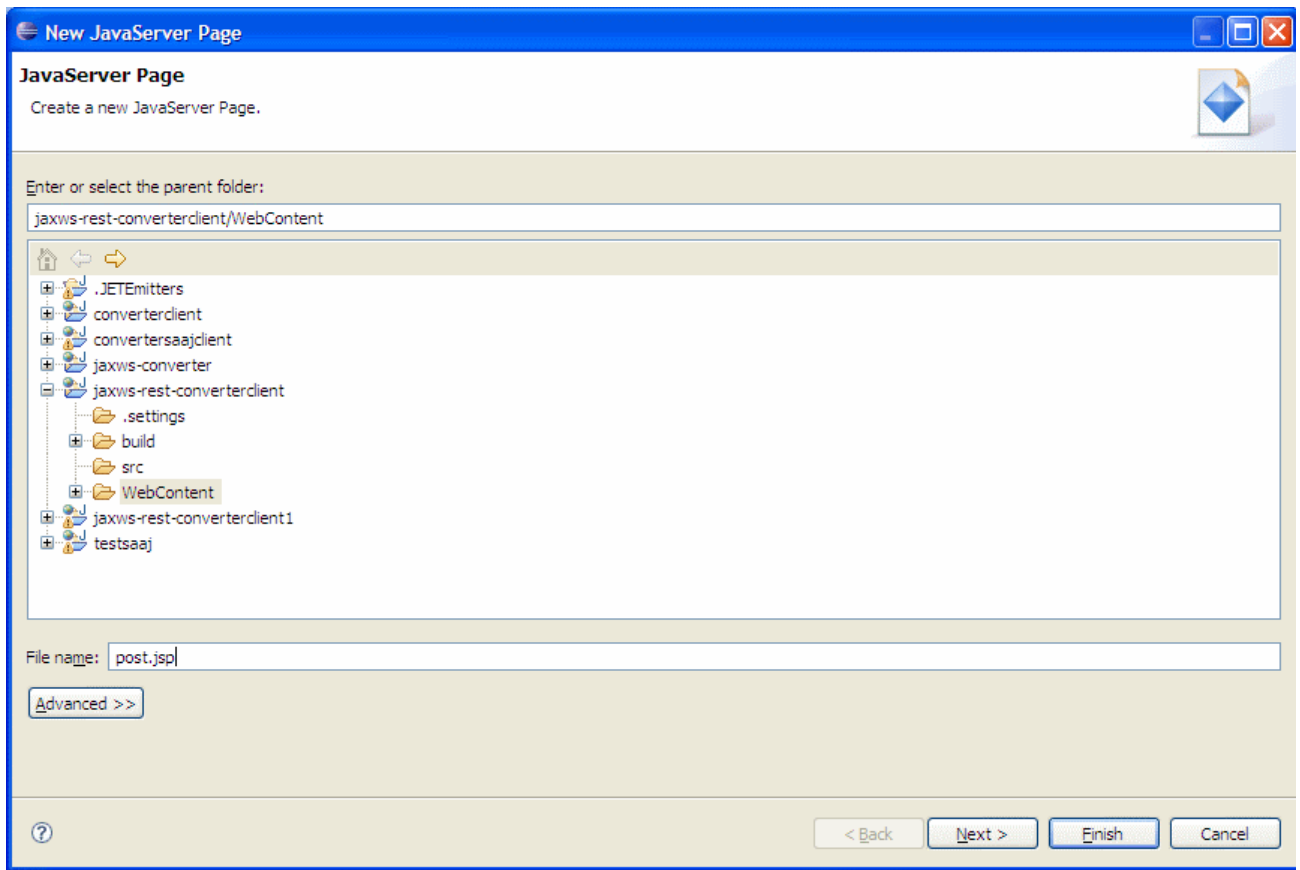 New JavaServer Page
JavaServer Page
Create a new JavaServer Page.
Enter or select the parent folder:
jaxws-rest-converterclient/WebContent
.JETEmitters
converterclient
convertersaajclient
jaxws-converter
jaxws-rest-converterclient
.settings
build
src
WebContent
jaxws-rest-converterclient1
testsaaj
File name: post.jsp
Advanced >>
< Back Next > Finish Cancel